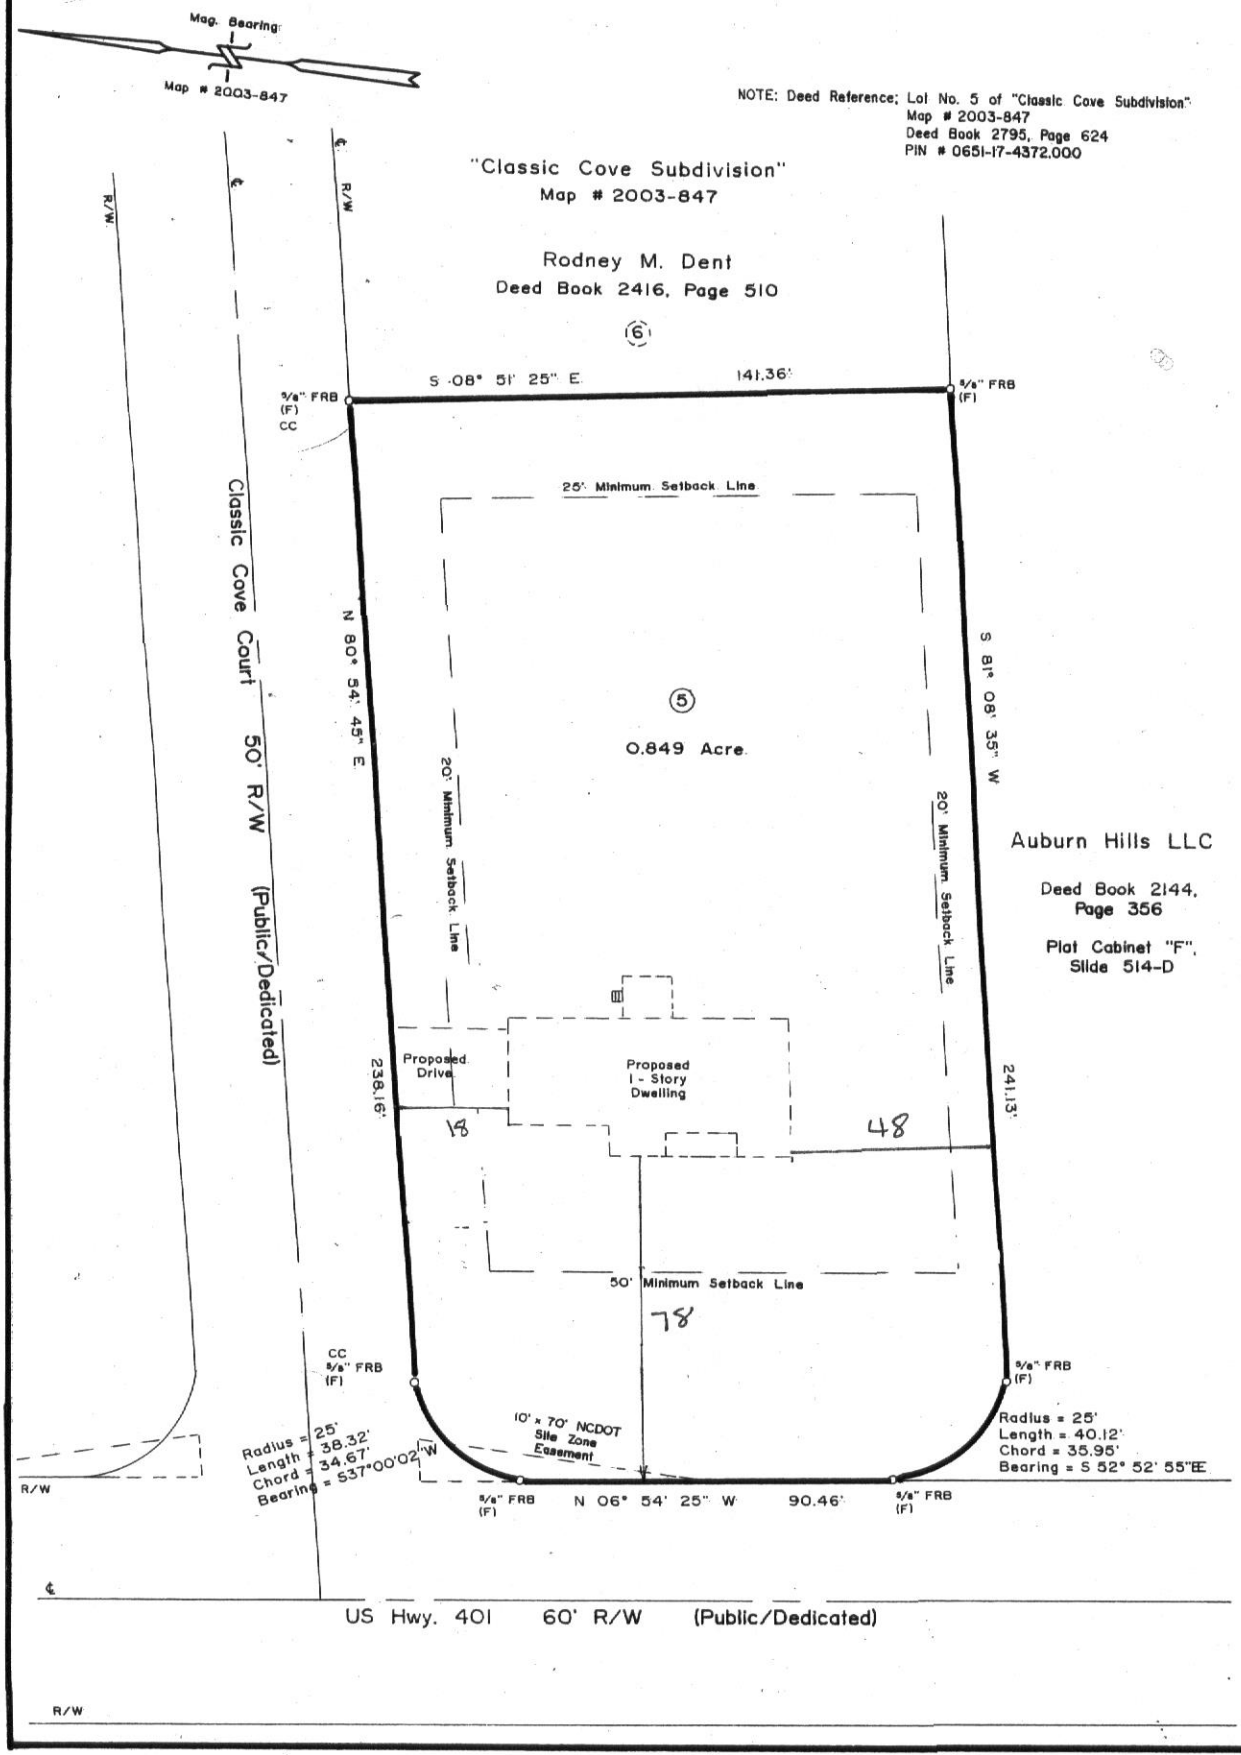 Mag. Bearing
Map # 2003-847
NOTE: Deed Reference: Lot No. 5 of "Classic Cove Subdivision"
Map # 2003-847
Deed Book 2795, Page 624
PIN # 0651-17-4372.000
"Classic Cove Subdivision"
Map # 2003-847
Rodney M. Dent
Deed Book 2416, Page 510
6
R/W
℄
℄
R/W
S 08° 51' 25" E
141.36'
5/8" FRB
(F)
CC
5/8" FRB
(F)
25' Minimum Setback Line
Classic Cove Court 50' R/W (Public/Dedicated)
N 80° 54' 45" E
238.16'
S 81° 08' 35" W
241.13'
5
0.849 Acre
20' Minimum Setback Line
20' Minimum Setback Line
Auburn Hills LLC
Deed Book 2144,
Page 356
Plat Cabinet "F",
Slide 514-D
Proposed
Drive
Proposed
1 - Story
Dwelling
18
48
50' Minimum Setback Line
78
CC
5/8" FRB
(F)
5/8" FRB
(F)
Radius = 25'
Length = 38.32'
Chord = 34.67'
Bearing = S37°00'02"W
10' x 70' NCDOT
Site Zone
Easement
Radius = 25'
Length = 40.12'
Chord = 35.95'
Bearing = S 52° 52' 55"EE
R/W
5/8" FRB
(F)
N 06° 54' 25" W
90.46'
5/8" FRB
(F)
℄
US Hwy. 401 60' R/W (Public/Dedicated)
R/W